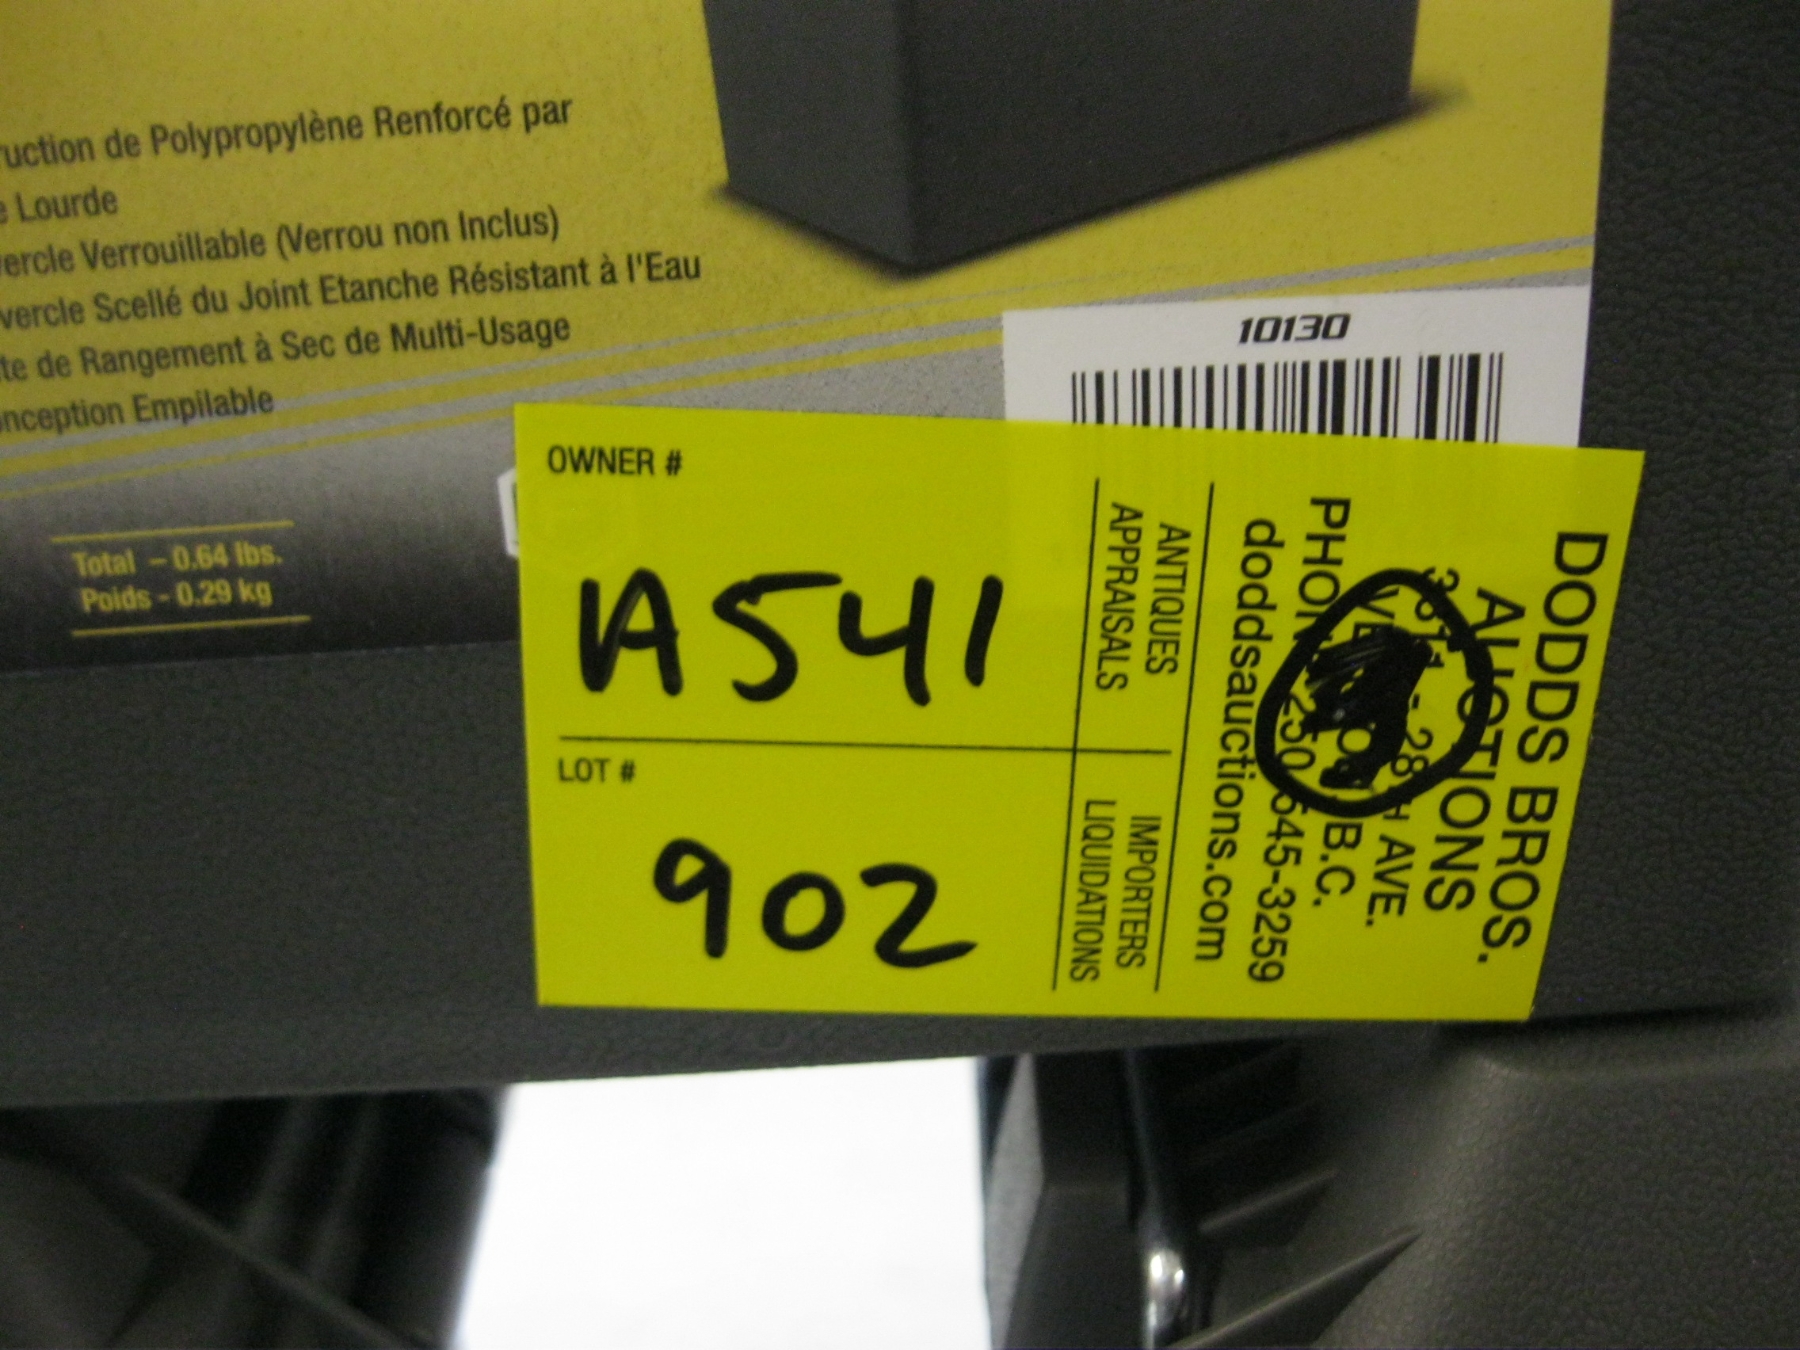 ruction de Polypropylène Renforcé par
e Lourde
vercle Verrouillable (Verrou non Inclus)
vercle Scellé du Joint Etanche Résistant à l'Eau
te de Rangement à Sec de Multi-Usage
onception Empilable
Total – 0.64 lbs.
Poids - 0.29 kg
10130
OWNER #
A541
LOT #
902
ANTIQUES
APPRAISALS
IMPORTERS
LIQUIDATIONS
DODDS BROS.
AUCTIONS
AVE.
B.C.
645-3259
doddsauctions.com